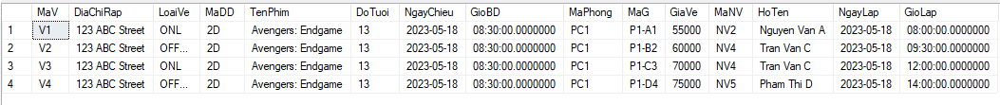 MaV DiaChiRap LoaiVe MaDD TenPhim DoTuoi NgayChieu GioBD MaPhong MaG GiaVe MaNV HoTen NgayLap GioLap
1 V1 123 ABC Street ONL 2D Avengers: Endgame 13 2023-05-18 08:30:00.0000000 PC1 P1-A1 55000 NV2 Nguyen Van A 2023-05-18 08:00:00.0000000
2 V2 123 ABC Street OFF... 2D Avengers: Endgame 13 2023-05-18 08:30:00.0000000 PC1 P1-B2 60000 NV4 Tran Van C 2023-05-18 09:30:00.0000000
3 V3 123 ABC Street ONL 2D Avengers: Endgame 13 2023-05-18 08:30:00.0000000 PC1 P1-C3 70000 NV4 Tran Van C 2023-05-18 12:00:00.0000000
4 V4 123 ABC Street OFF... 2D Avengers: Endgame 13 2023-05-18 08:30:00.0000000 PC1 P1-D4 75000 NV5 Pham Thi D 2023-05-18 14:00:00.0000000